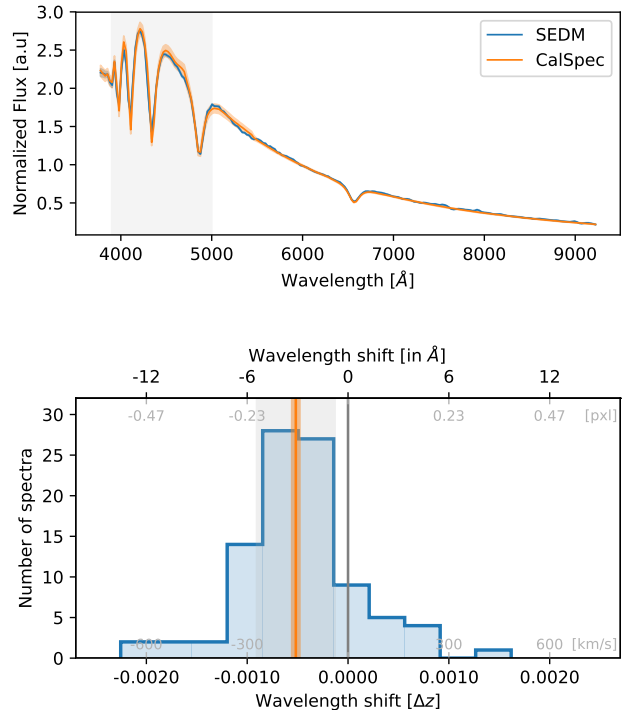 3.0
2.5
2.0
1.5
1.0
0.5
Normalized Flux [a.u]
SEDM
CalSpec
4000 5000 6000 7000 8000 9000
Wavelength [Å]
Wavelength shift [in Å]
-12 -6 0 6 12
-0.47 -0.23 0.23 0.47 [pxl]
30
25
20
15
10
5
0
Number of spectra
-600 -300 300 600 [km/s]
-0.0020 -0.0010 0.0000 0.0010 0.0020
Wavelength shift [Δz]